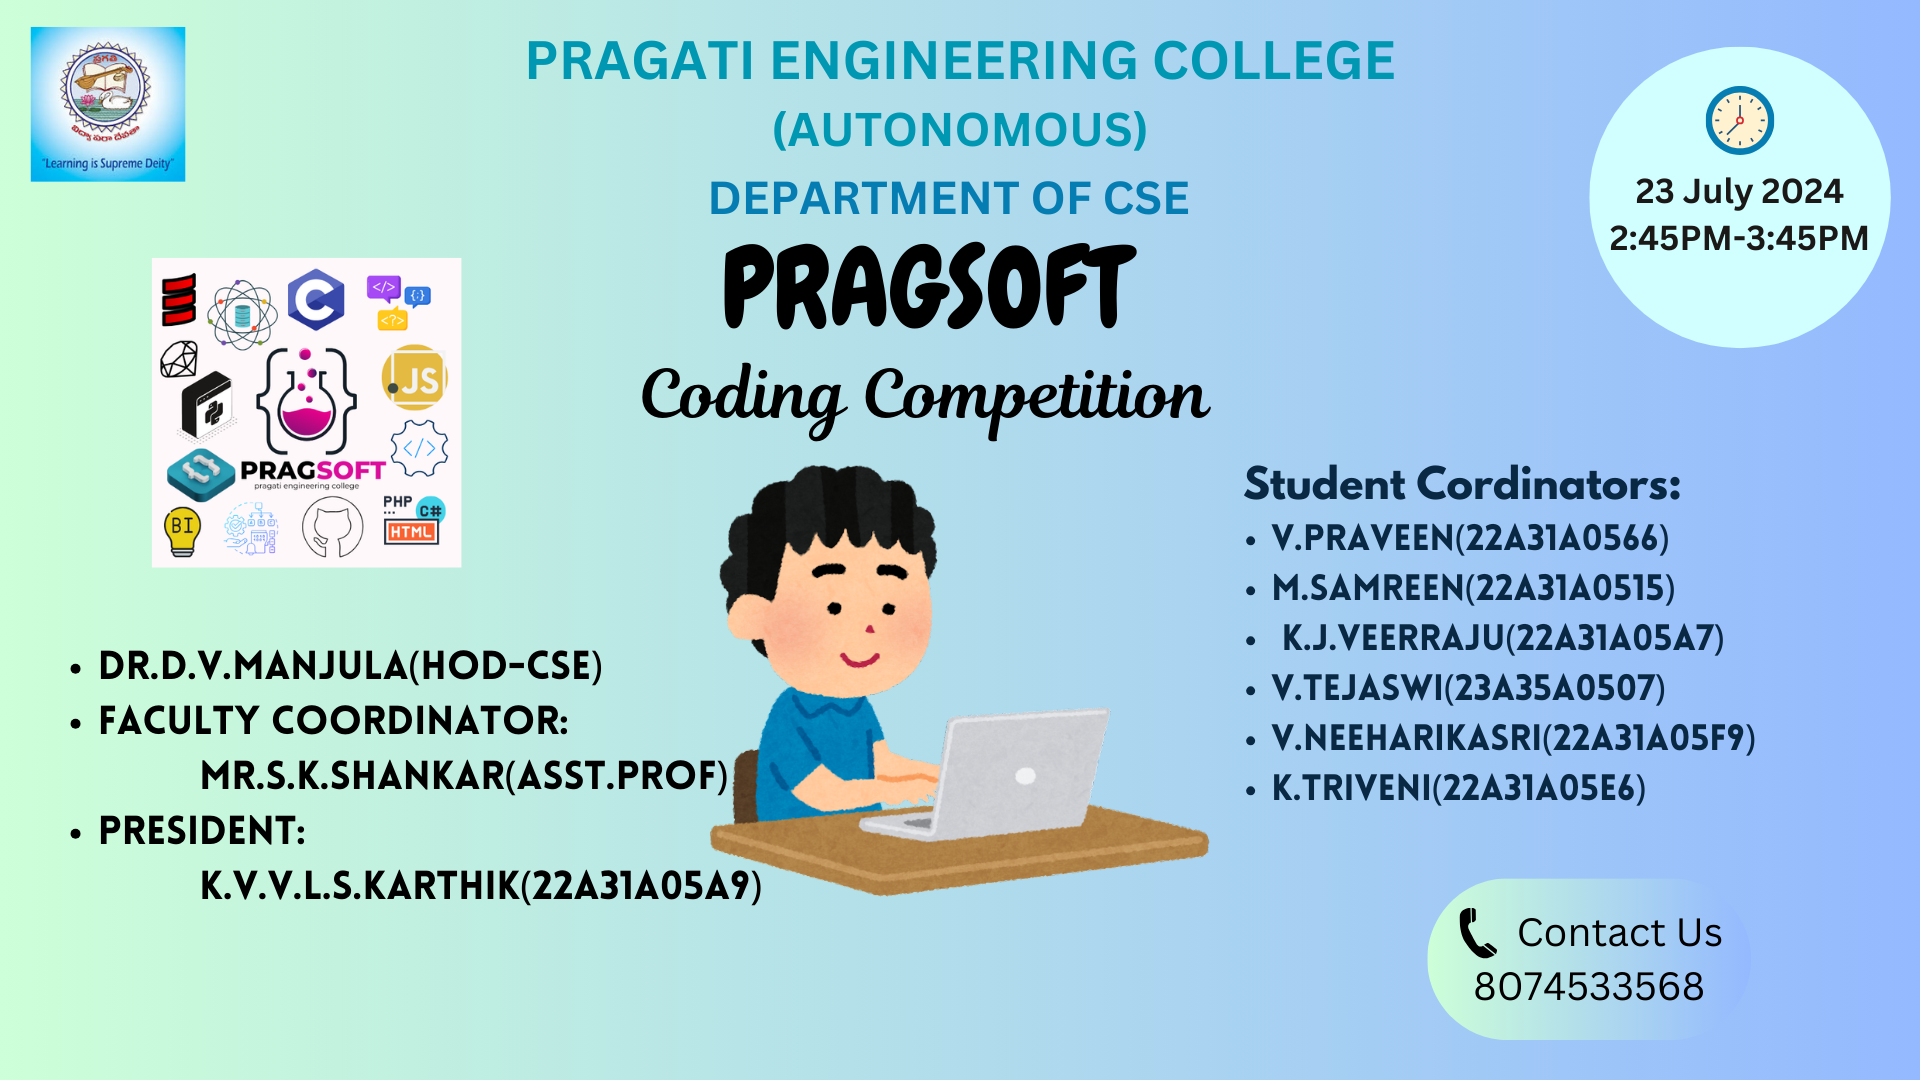 ప్రగతి
విద్యా పరా దేవతా
"Learning is Supreme Deity"
PRAGATI ENGINEERING COLLEGE
(AUTONOMOUS)
DEPARTMENT OF CSE
PRAGSOFT
Coding Competition
23 July 2024
2:45PM-3:45PM
C
</>
{;}
<?>
JS
</>
PRAGSOFT
pragati engineering college
BI
PHP
C#
HTML
• DR.D.V.MANJULA(HOD-CSE)
• FACULTY COORDINATOR:
MR.S.K.SHANKAR(ASST.PROF)
• PRESIDENT:
K.V.V.L.S.KARTHIK(22A31A05A9)
Student Cordinators:
• V.PRAVEEN(22A31A0566)
• M.SAMREEN(22A31A0515)
• K.J.VEERRAJU(22A31A05A7)
• V.TEJASWI(23A35A0507)
• V.NEEHARIKASRI(22A31A05F9)
• K.TRIVENI(22A31A05E6)
Contact Us
8074533568